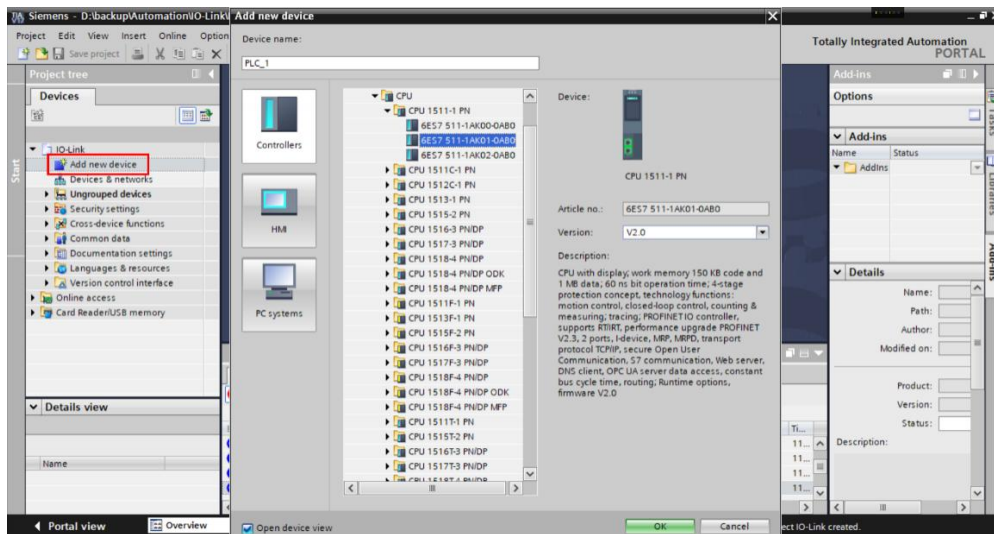 Siemens - D:\backup\Automation\IO-Link\
Project Edit View Insert Online Option
Save project
Totally Integrated Automation
PORTAL
Project tree
Devices
IO-Link
Add new device
Devices & networks
Ungrouped devices
Security settings
Cross-device functions
Common data
Documentation settings
Languages & resources
Version control interface
Online access
Card Reader/USB memory
Details view
Name
Start
Portal view
Overview
Add new device
Device name:
PLC_1
Controllers
HMI
PC systems
CPU
CPU 1511-1 PN
6ES7 511-1AK00-0AB0
6ES7 511-1AK01-0AB0
6ES7 511-1AK02-0AB0
CPU 1511C-1 PN
CPU 1512C-1 PN
CPU 1513-1 PN
CPU 1515-2 PN
CPU 1516-3 PN/DP
CPU 1517-3 PN/DP
CPU 1518-4 PN/DP
CPU 1518-4 PN/DP ODK
CPU 1518-4 PN/DP MFP
CPU 1511F-1 PN
CPU 1513F-1 PN
CPU 1515F-2 PN
CPU 1516F-3 PN/DP
CPU 1517F-3 PN/DP
CPU 1518F-4 PN/DP
CPU 1518F-4 PN/DP ODK
CPU 1518F-4 PN/DP MFP
CPU 1511T-1 PN
CPU 1515T-2 PN
CPU 1516T-3 PN/DP
CPU 1517T-3 PN/DP
CPU 1518T-4 PN/DP
Device:
CPU 1511-1 PN
Article no.: 6ES7 511-1AK01-0AB0
Version: V2.0
Description:
CPU with display; work memory 150 KB code and
1 MB data; 60 ns bit operation time; 4-stage
protection concept, technology functions:
motion control, closed-loop control, counting &
measuring; tracing; PROFINET IO controller,
supports RT/IRT, performance upgrade PROFINET
V2.3, 2 ports, I-device, MRP, MRPD, transport
protocol TCP/IP, secure Open User
Communication, S7 communication, Web server,
DNS client, OPC UA server data access, constant
bus cycle time, routing; Runtime options,
firmware V2.0
Open device view
OK
Cancel
Add-ins
Options
Add-ins
Name Status
AddIns
Details
Name:
Path:
Author:
Modified on:
Product:
Version:
Status:
Description:
Ti...
11...
11...
11...
11...
Tasks
Libraries
Add-ins
ect IO-Link created.